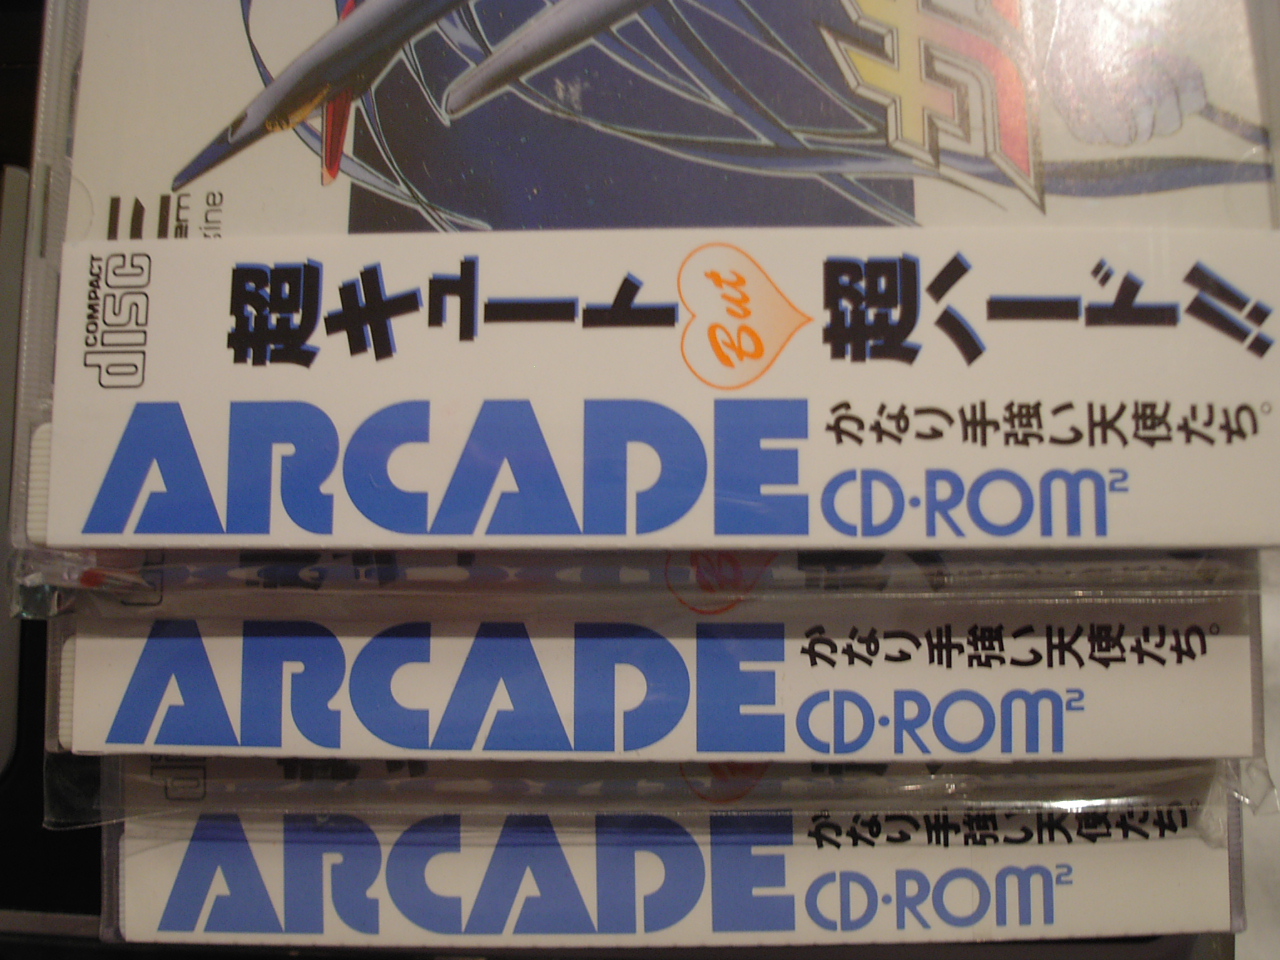 COMPACT
disc
超キュート But 超ハード!!
ARCADE
かなり手強い天使たち。
CD·ROM²
ARCADE
かなり手強い天使たち。
CD·ROM²
ARCADE
かなり手強い天使たち。
CD·ROM²